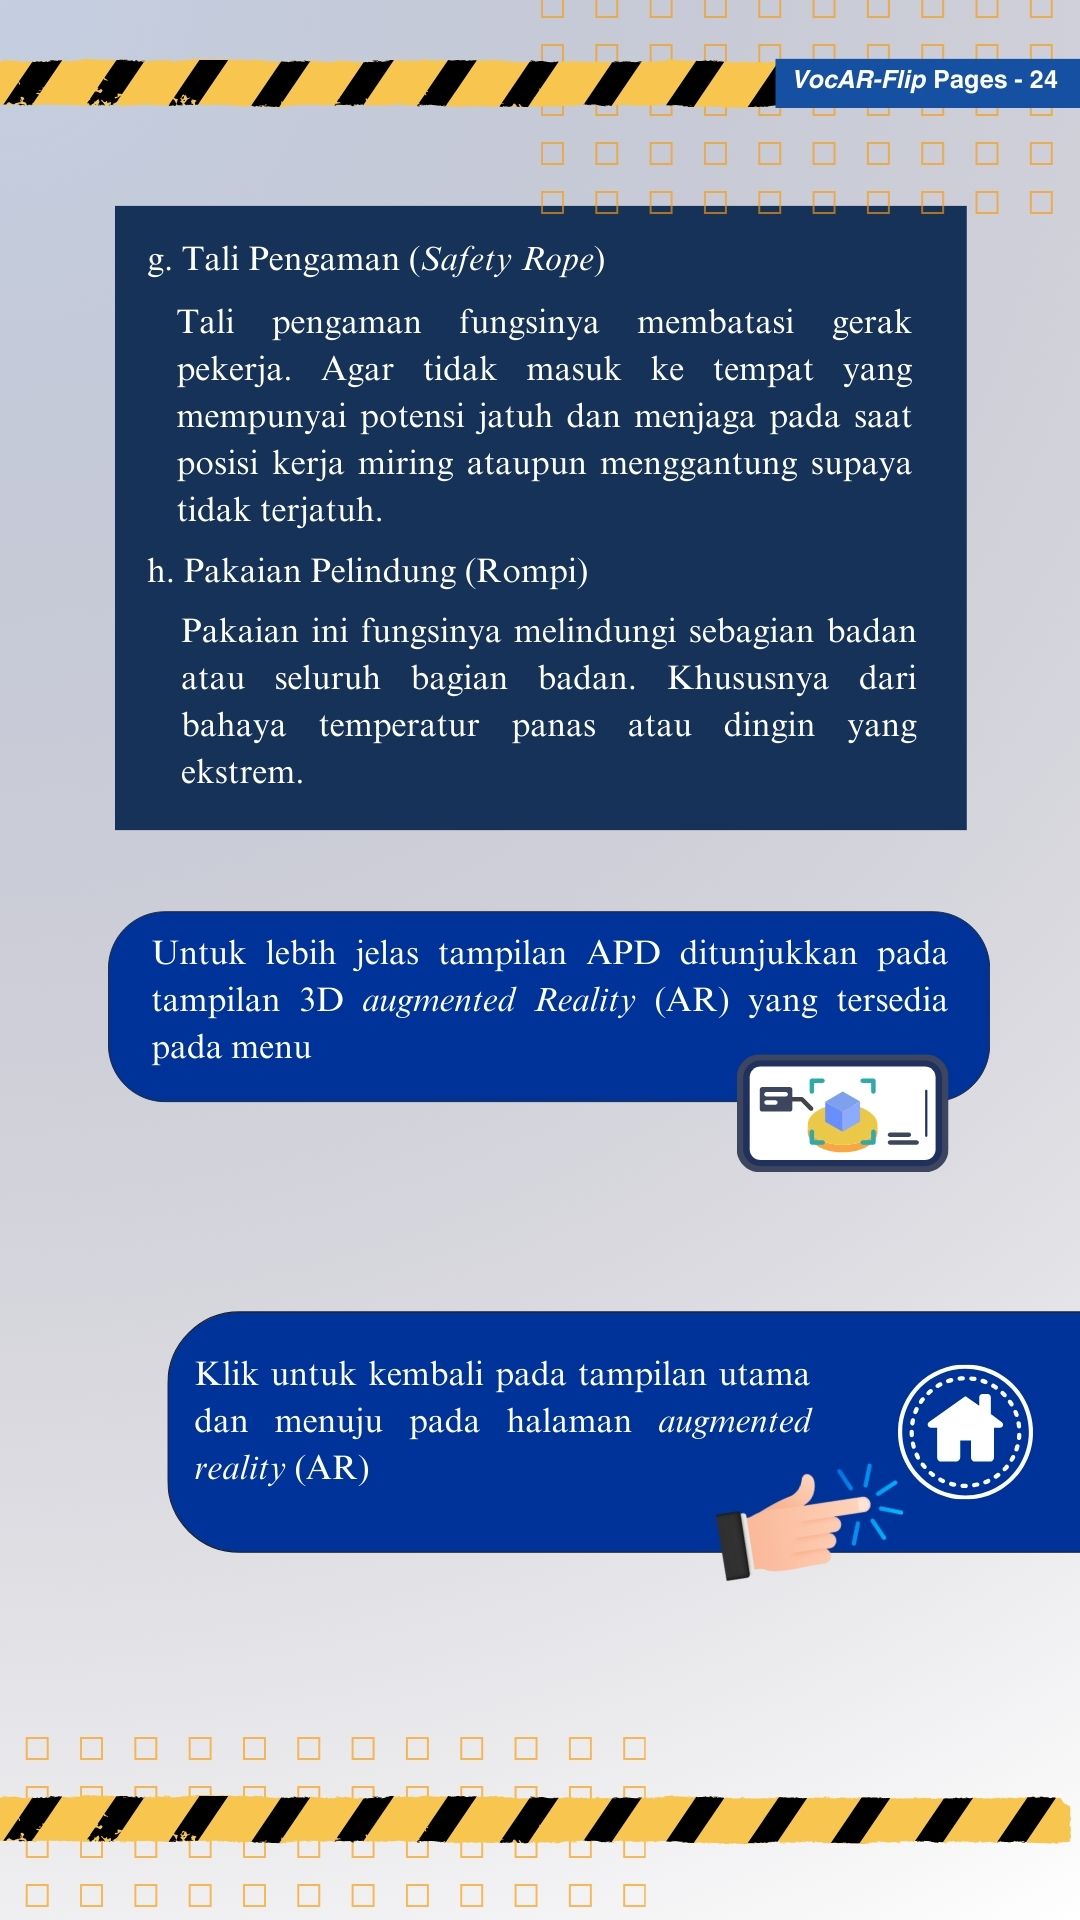 VocAR-Flip Pages - 24
g. Tali Pengaman (Safety Rope)
Tali pengaman fungsinya membatasi gerak
pekerja. Agar tidak masuk ke tempat yang
mempunyai potensi jatuh dan menjaga pada saat
posisi kerja miring ataupun menggantung supaya
tidak terjatuh.
h. Pakaian Pelindung (Rompi)
Pakaian ini fungsinya melindungi sebagian badan
atau seluruh bagian badan. Khususnya dari
bahaya temperatur panas atau dingin yang
ekstrem.
Untuk lebih jelas tampilan APD ditunjukkan pada
tampilan 3D augmented Reality (AR) yang tersedia
pada menu
Klik untuk kembali pada tampilan utama
dan menuju pada halaman augmented
reality (AR)